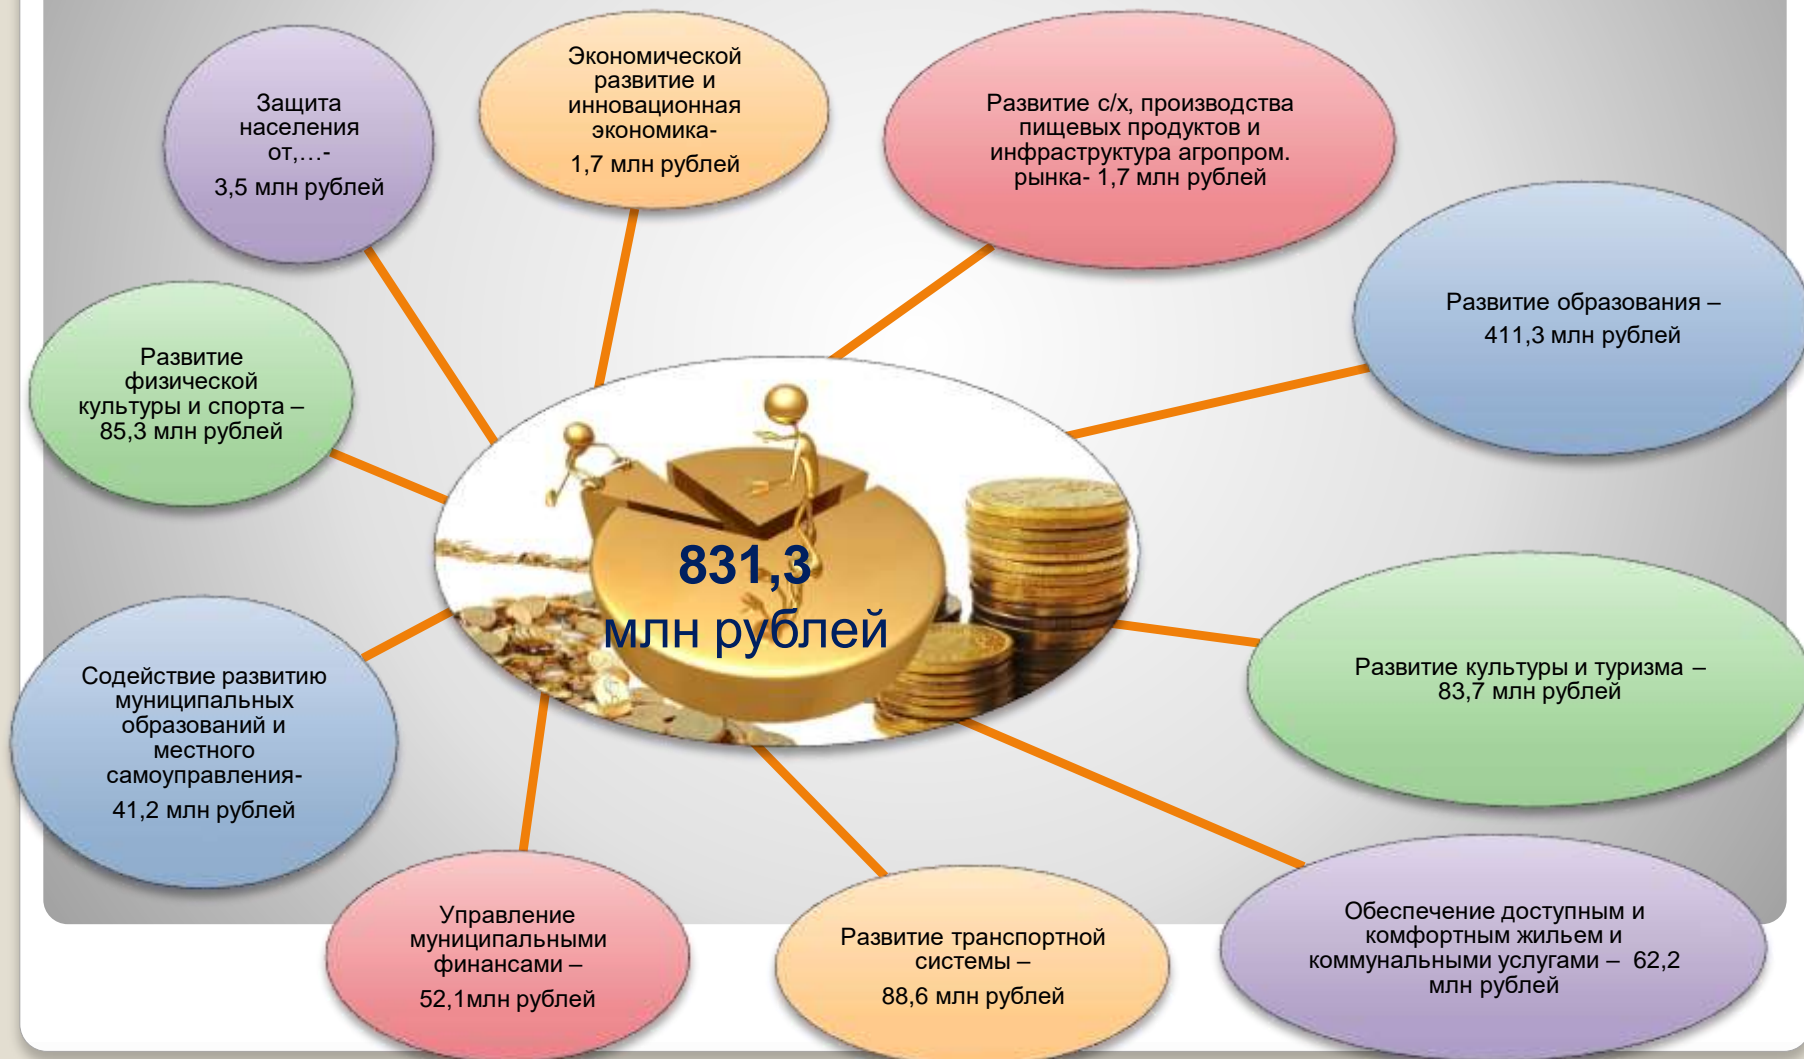 Защита
населения
от,...-
3,5 млн рублей
Экономической
развитие и
инновационная
экономика-
1,7 млн рублей
Развитие с/х, производства
пищевых продуктов и
инфраструктура агропром.
рынка- 1,7 млн рублей
Развитие образования –
411,3 млн рублей
Развитие
физической
культуры и спорта –
85,3 млн рублей
831,3
млн рублей
Развитие культуры и туризма –
83,7 млн рублей
Содействие развитию
муниципальных
образований и
местного
самоуправления-
41,2 млн рублей
Управление
муниципальными
финансами –
52,1млн рублей
Развитие транспортной
системы –
88,6 млн рублей
Обеспечение доступным и
комфортным жильем и
коммунальными услугами – 62,2
млн рублей